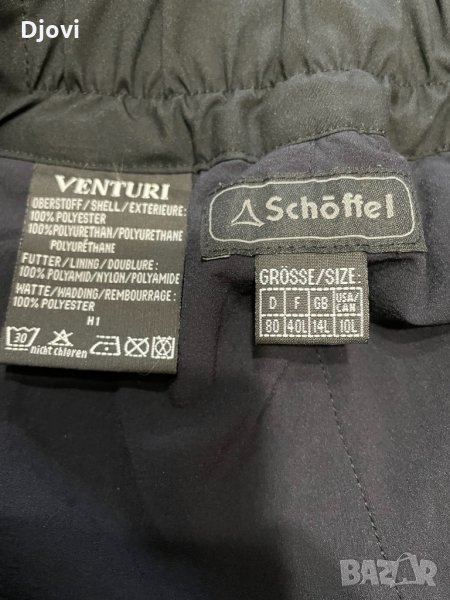 Djovi
VENTURI
OBERSTOFF/SHELL/EXTERIEURE:
100% POLYESTER
100%POLYURETHAN/POLYURETHANE
POLYURÉTHANE
FUTTER/LINING/DOUBLURE:
100% POLYAMID/NYLON/POLYAMIDE
WATTE/WADDING/REMBOURRAGE:
100% POLYESTER
H1
30
nicht chloren
Schöffel
GRÖSSE/SIZE:
D F GB USA/CAN
80 40L 14L 10L
BAZAR